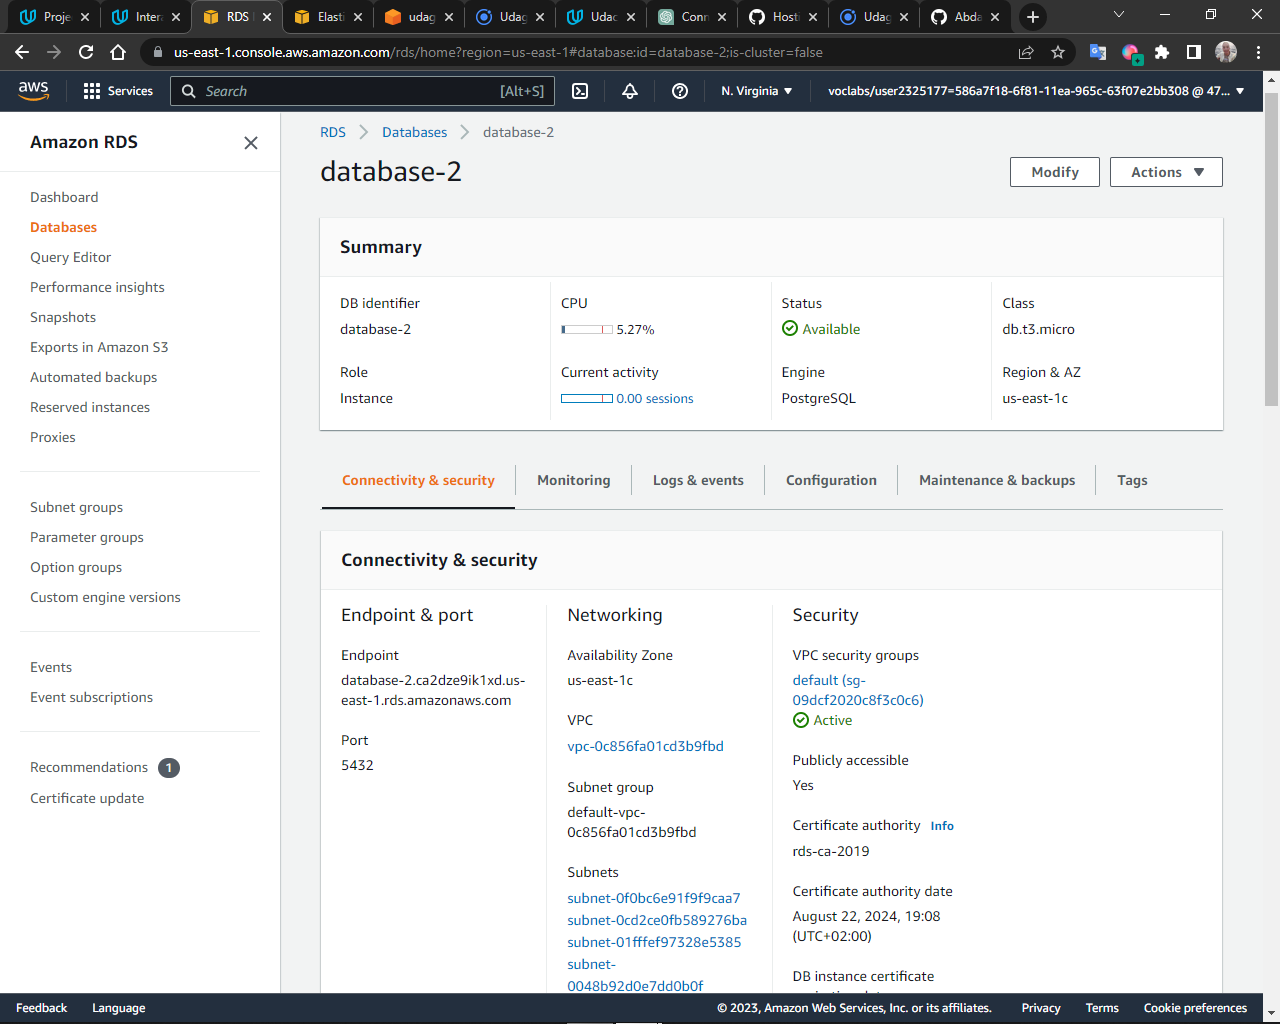 Proje
Intera
RDS
Elasti
udag
Udag
Udac
Conn
Hosti
Udag
Abda
us-east-1.console.aws.amazon.com/rds/home?region=us-east-1#database:id=database-2;is-cluster=false
aws
Services
Search
[Alt+S]
N. Virginia
voclabs/user2325177=586a7f18-6f81-11ea-965c-63f07e2bb308 @ 47...
Amazon RDS
Dashboard
Databases
Query Editor
Performance insights
Snapshots
Exports in Amazon S3
Automated backups
Reserved instances
Proxies
Subnet groups
Parameter groups
Option groups
Custom engine versions
Events
Event subscriptions
Recommendations 1
Certificate update
RDS
Databases
database-2
database-2
Modify
Actions
Summary
DB identifier
database-2
CPU
5.27%
Status
Available
Class
db.t3.micro
Role
Instance
Current activity
0.00 sessions
Engine
PostgreSQL
Region & AZ
us-east-1c
Connectivity & security
Monitoring
Logs & events
Configuration
Maintenance & backups
Tags
Connectivity & security
Endpoint & port
Endpoint
database-2.ca2dze9ik1xd.us-
east-1.rds.amazonaws.com
Port
5432
Networking
Availability Zone
us-east-1c
VPC
vpc-0c856fa01cd3b9fbd
Subnet group
default-vpc-
0c856fa01cd3b9fbd
Subnets
subnet-0f0bc6e91f9f9caa7
subnet-0cd2ce0fb589276ba
subnet-01fffef97328e5385
subnet-
0048b92d0e7dd0b0f
Security
VPC security groups
default (sg-
09dcf2020c8f3c0c6)
Active
Publicly accessible
Yes
Certificate authority Info
rds-ca-2019
Certificate authority date
August 22, 2024, 19:08
(UTC+02:00)
DB instance certificate
Feedback
Language
© 2023, Amazon Web Services, Inc. or its affiliates.
Privacy
Terms
Cookie preferences